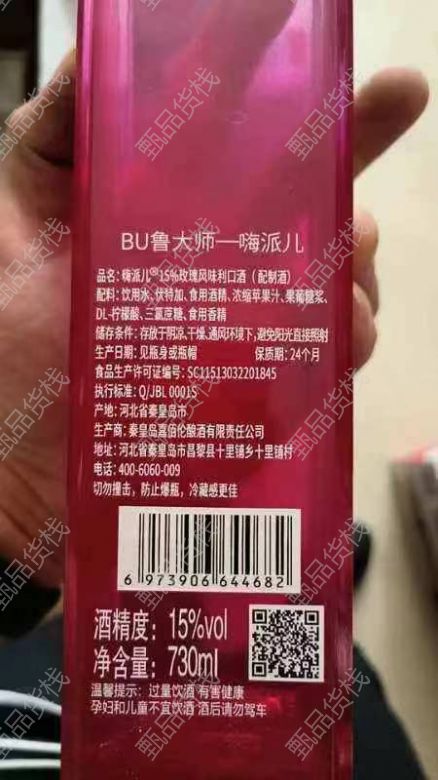 BU鲁大师—嗨派儿
品名: 嗨派儿®15%玫瑰风味利口酒 (配制酒)
配料: 饮用水、伏特加、食用酒精、浓缩苹果汁、果葡糖浆、
DL-柠檬酸、三氯蔗糖、食用香精
储存条件: 存放于阴凉、干燥、通风环境下,避免阳光直接照射
生产日期: 见瓶身或瓶帽 保质期: 24个月
食品生产许可证编号: SC11513032201845
执行标准: Q/JBL 0001S
产地: 河北省秦皇岛市
生产商: 秦皇岛嘉佰伦酿酒有限责任公司
地址: 河北省秦皇岛市昌黎县十里铺乡十里铺村
电话: 400-6060-009
切勿撞击, 防止爆瓶, 冷藏感更佳
6 973906 644682
酒精度: 15%vol
净含量: 730ml
温馨提示: 过量饮酒 有害健康
孕妇和儿童不宜饮酒 酒后请勿驾车
甄品货栈